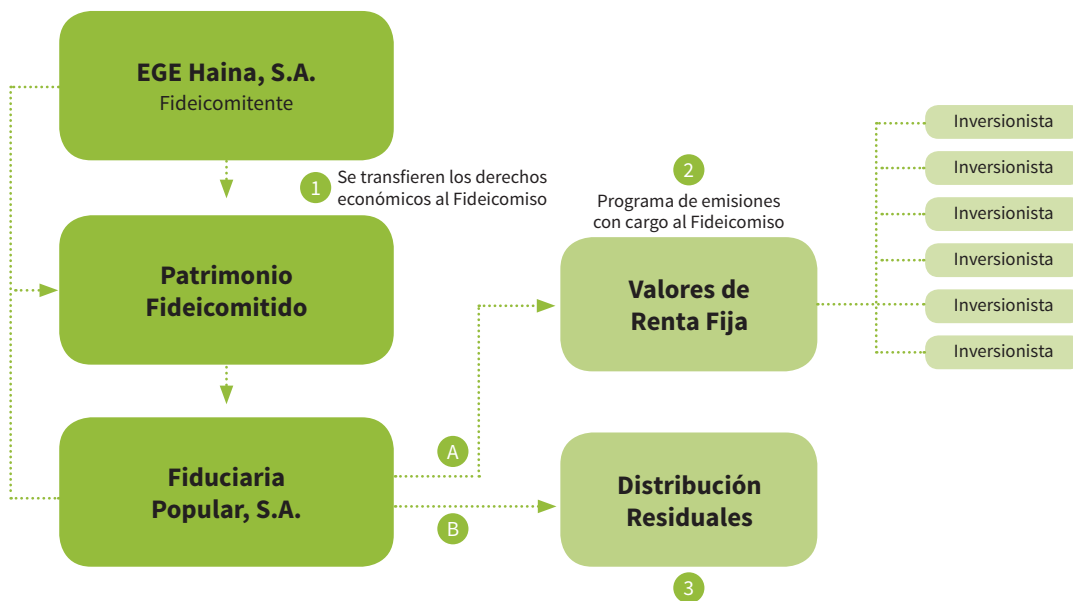 EGE Haina, S.A.
Fideicomitente
1
Se transfieren los derechos
económicos al Fideicomiso
Patrimonio
Fideicomitido
Fiduciaria
Popular, S.A.
A
B
2
Programa de emisiones
con cargo al Fideicomiso
Valores de
Renta Fija
Distribución
Residuales
3
Inversionista
Inversionista
Inversionista
Inversionista
Inversionista
Inversionista